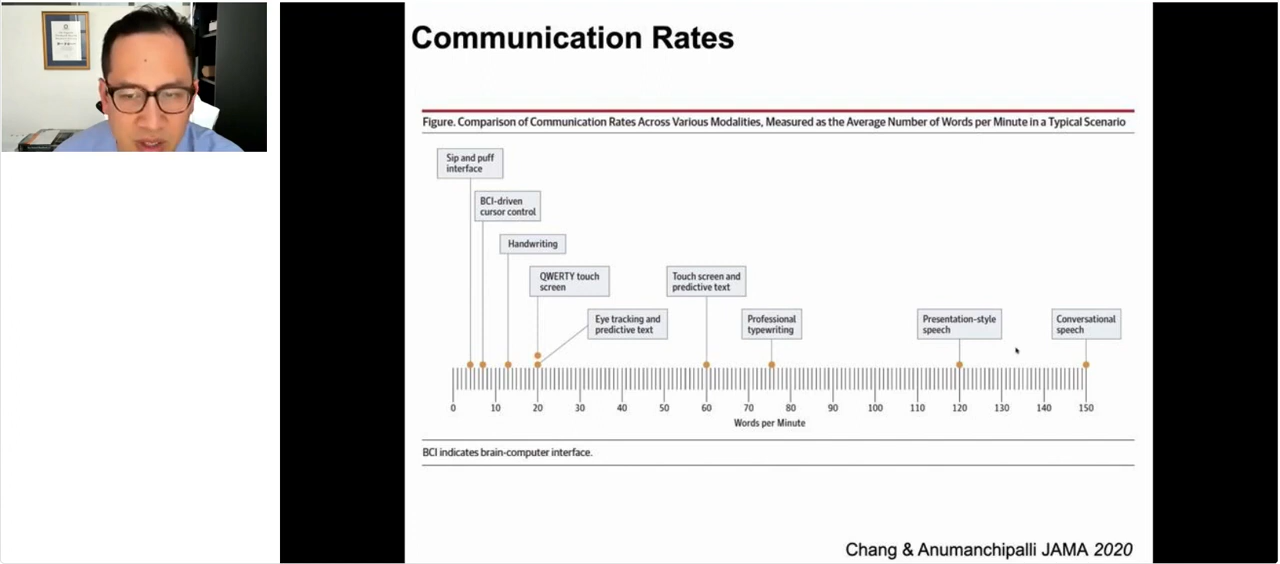 Communication Rates
Figure. Comparison of Communication Rates Across Various Modalities, Measured as the Average Number of Words per Minute in a Typical Scenario
Sip and puff
interface
BCI-driven
cursor control
Handwriting
QWERTY touch
screen
Touch screen and
predictive text
Eye tracking and
predictive text
Professional
typewriting
Presentation-style
speech
Conversational
speech
0 10 20 30 40 50 60 70 80 90 100 110 120 130 140 150
Words per Minute
BCI indicates brain-computer interface.
Chang & Anumanchipalli JAMA 2020